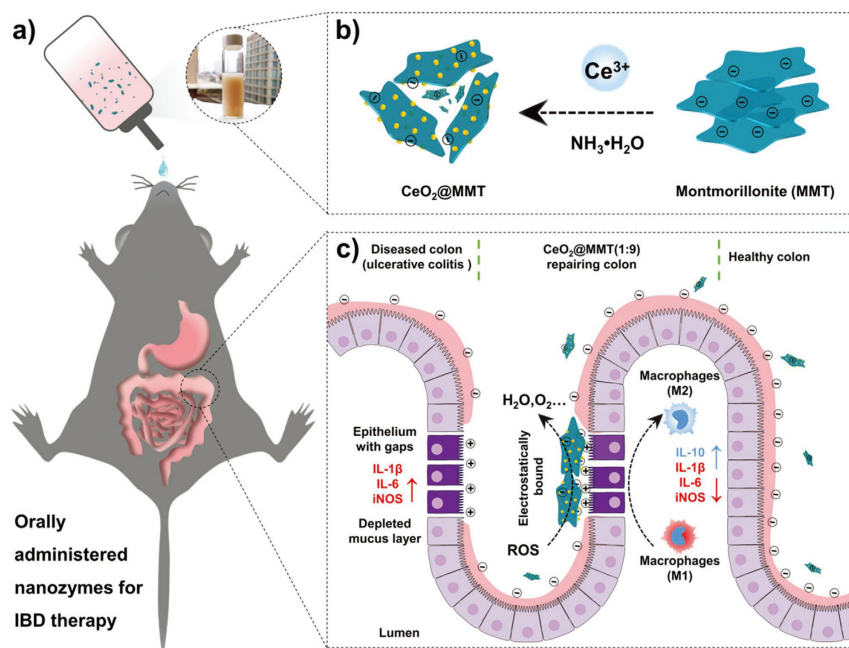 a)
Orally
administered
nanozymes for
IBD therapy
b)
CeO₂@MMT
Ce³⁺
NH₃•H₂O
Montmorillonite (MMT)
c)
Diseased colon
(ulcerative colitis )
CeO₂@MMT(1:9)
repairing colon
Healthy colon
Epithelium
with gaps
IL-1β
IL-6
iNOS
Depleted
mucus layer
Lumen
H₂O,O₂...
Electrostatically
bound
ROS
Macrophages
(M2)
IL-10
IL-1β
IL-6
iNOS
Macrophages
(M1)